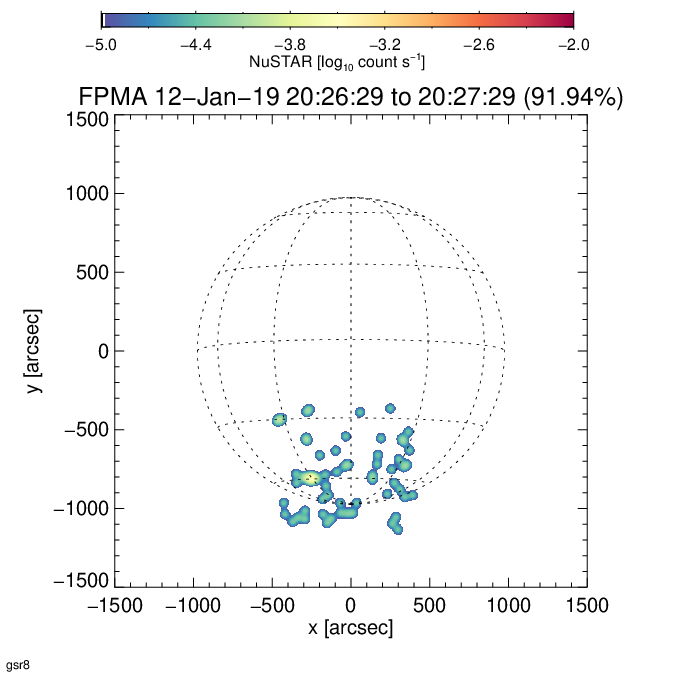 −5.0 −4.4 −3.8 −3.2 −2.6 −2.0
NuSTAR [log10 count s−1]
FPMA 12−Jan−19 20:26:29 to 20:27:29 (91.94%)
1500
1000
500
0
−500
−1000
−1500
y [arcsec]
−1500 −1000 −500 0 500 1000 1500
x [arcsec]
gsr8